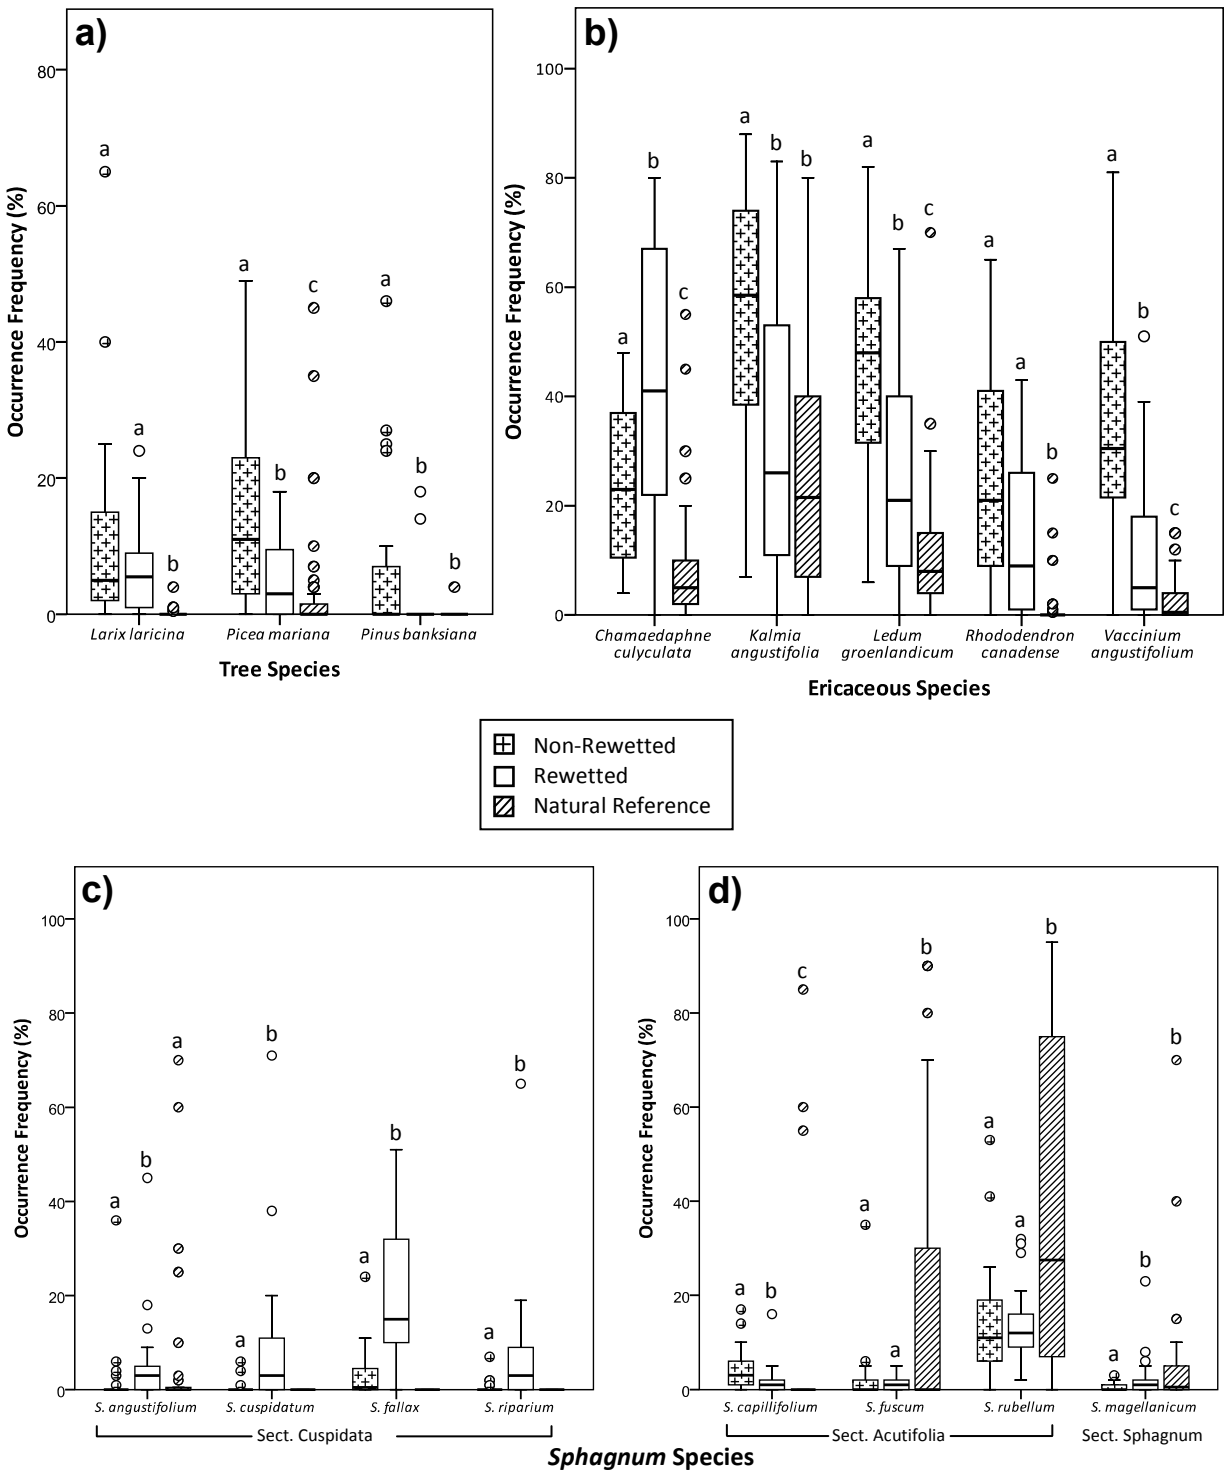 a)
Occurrence Frequency (%)
80
60
40
20
0
a
a
b
a
b
c
a
b
b
Larix laricina
Picea mariana
Pinus banksiana
Tree Species
b)
Occurrence Frequency (%)
100
80
60
40
20
0
a
b
c
a
b
b
a
b
c
a
a
b
a
b
c
Chamaedaphne
culyculata
Kalmia
angustifolia
Ledum
groenlandicum
Rhododendron
canadense
Vaccinium
angustifolium
Ericaceous Species
Non-Rewetted
Rewetted
Natural Reference
c)
Occurrence Frequency (%)
100
80
60
40
20
0
a
b
a
a
b
a
b
a
b
S. angustifolium
S. cuspidatum
S. fallax
S. riparium
Sect. Cuspidata
d)
Occurrence Frequency (%)
100
80
60
40
20
0
a
b
c
a
a
b
a
a
b
a
b
b
S. capillifolium
S. fuscum
S. rubellum
S. magellanicum
Sect. Acutifolia
Sect. Sphagnum
Sphagnum Species